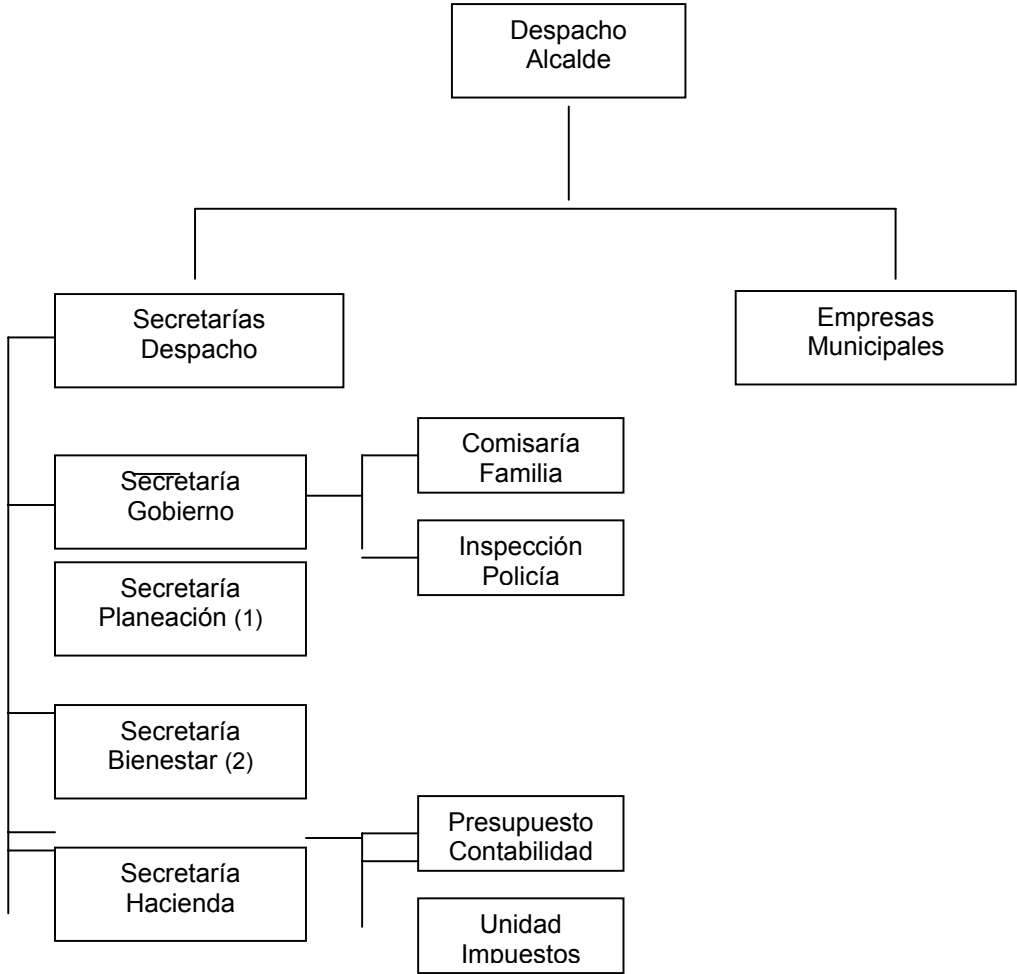 Despacho
Alcalde
Secretarías
Despacho
Empresas
Municipales
Secretaría
Gobierno
Comisaría
Familia
Inspección
Policía
Secretaría
Planeación (1)
Secretaría
Bienestar (2)
Secretaría
Hacienda
Presupuesto
Contabilidad
Unidad
Impuestos